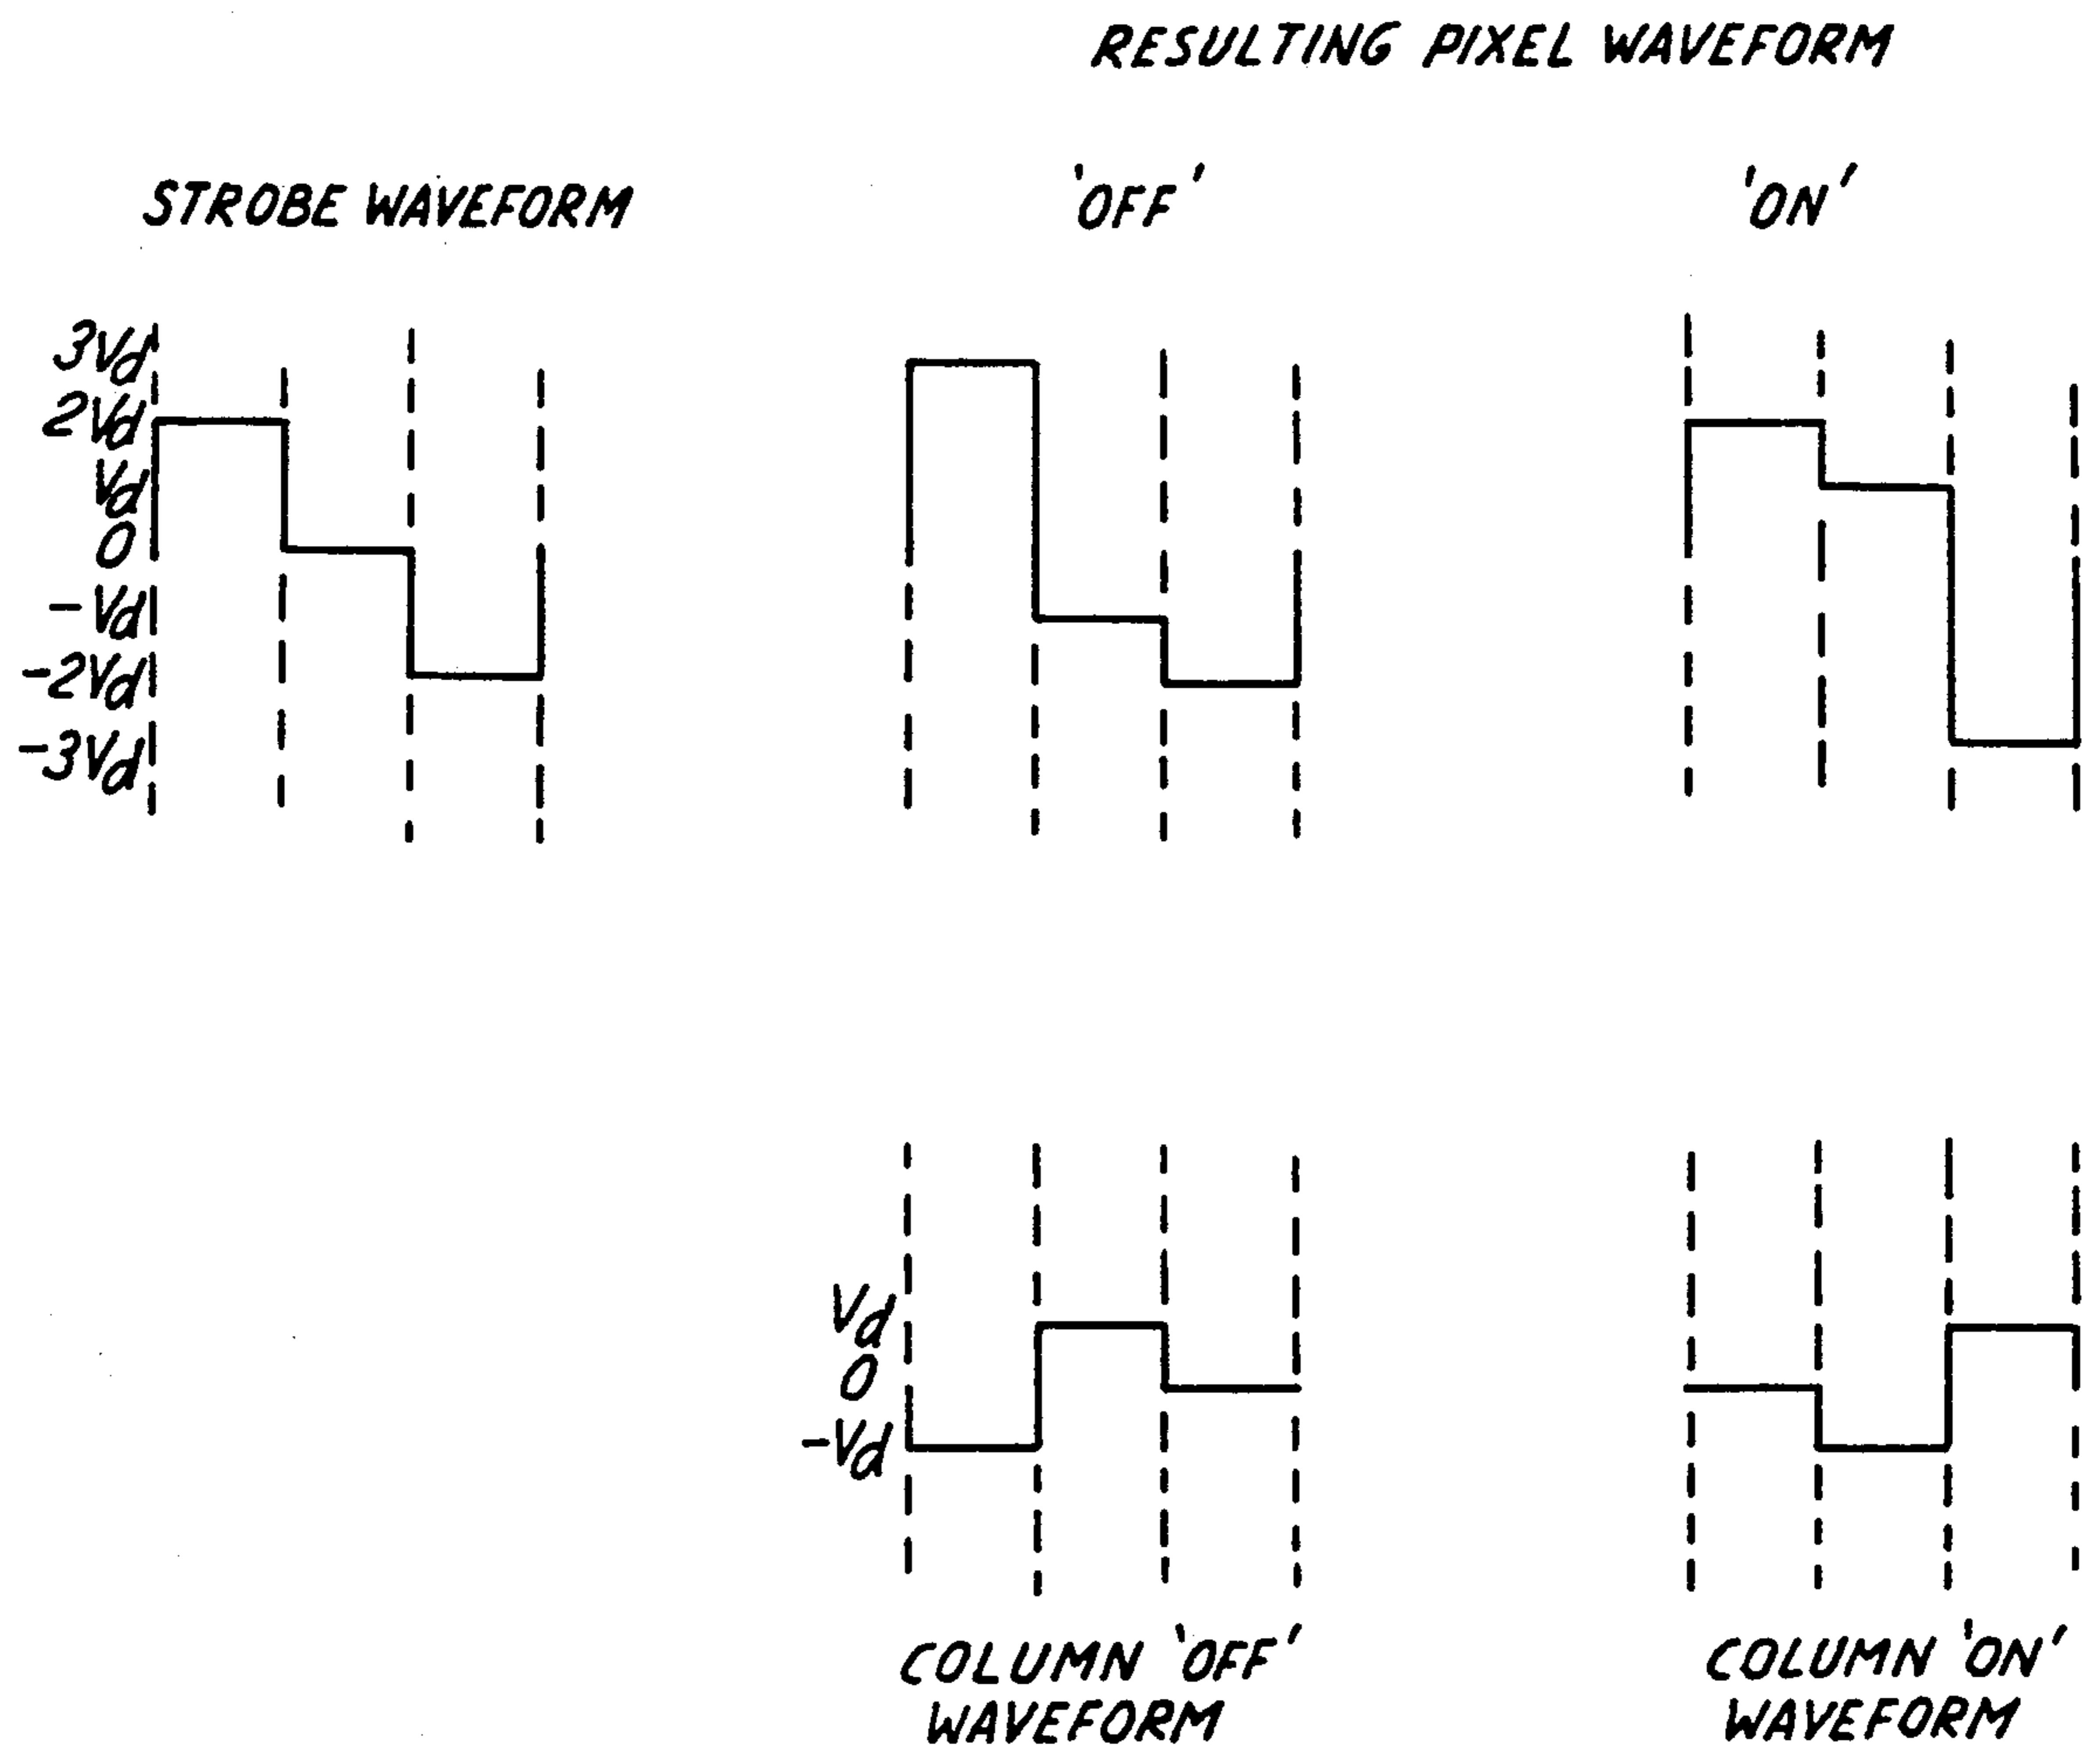 RESULTING PIXEL WAVEFORM
STROBE WAVEFORM
'OFF'
'ON'
3Vd
2Vd
Vd
0
-Vd
-2Vd
-3Vd
Vd
0
-Vd
COLUMN 'OFF'
WAVEFORM
COLUMN 'ON'
WAVEFORM